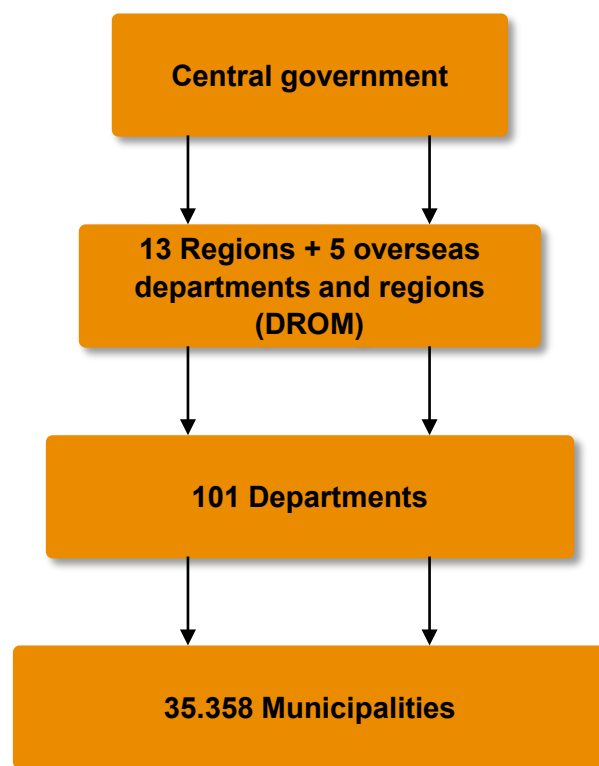 Central government
13 Regions + 5 overseas
departments and regions
(DROM)
101 Departments
35.358 Municipalities